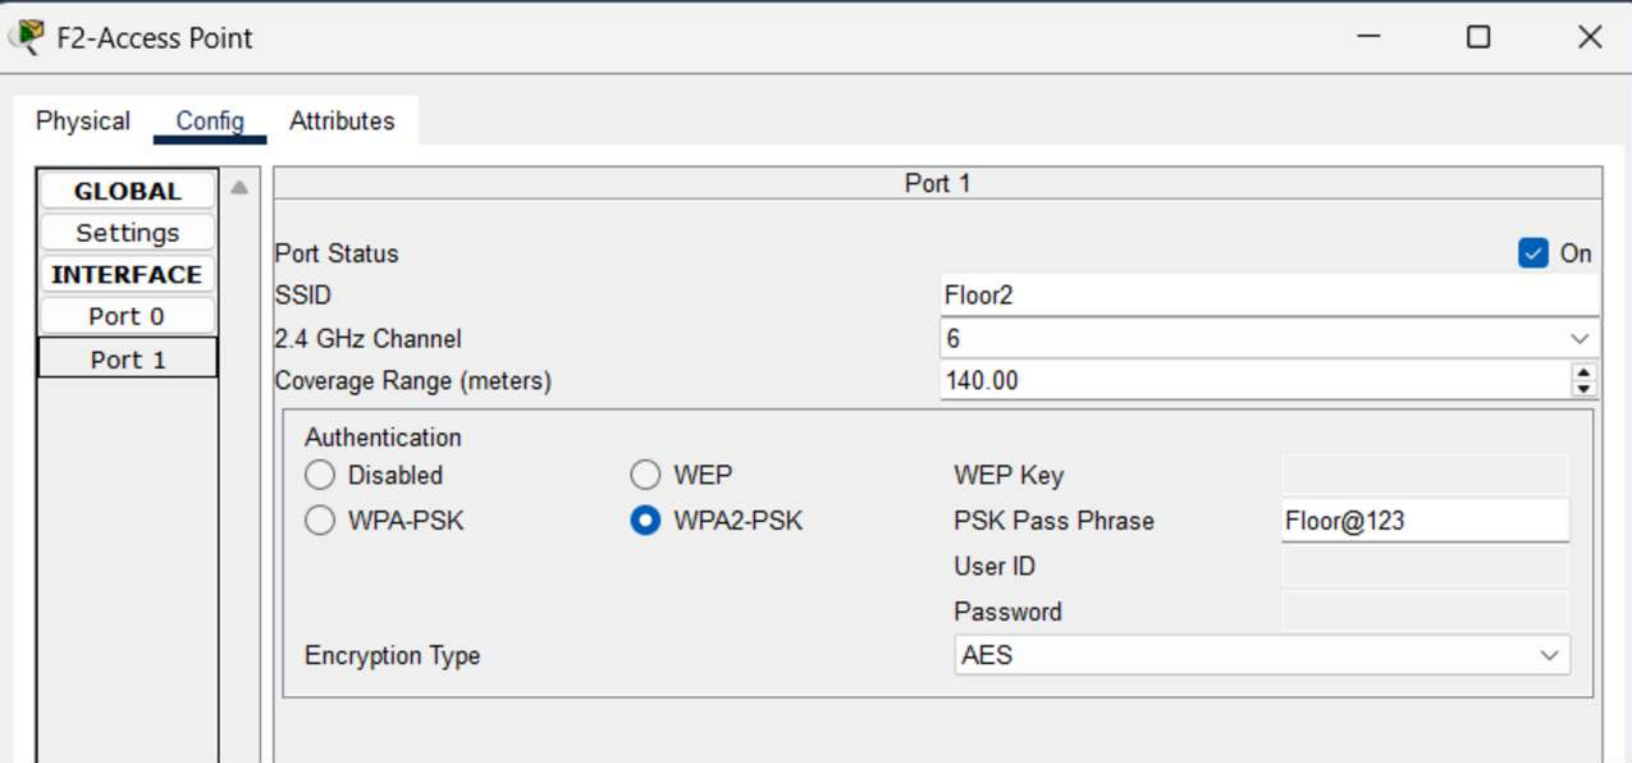 F2-Access Point
Physical Config Attributes
GLOBAL
Settings
INTERFACE
Port 0
Port 1
Port 1
Port Status On
SSID Floor2
2.4 GHz Channel 6
Coverage Range (meters) 140.00
Authentication
Disabled WEP WEP Key
WPA-PSK WPA2-PSK PSK Pass Phrase Floor@123
User ID
Password
Encryption Type AES